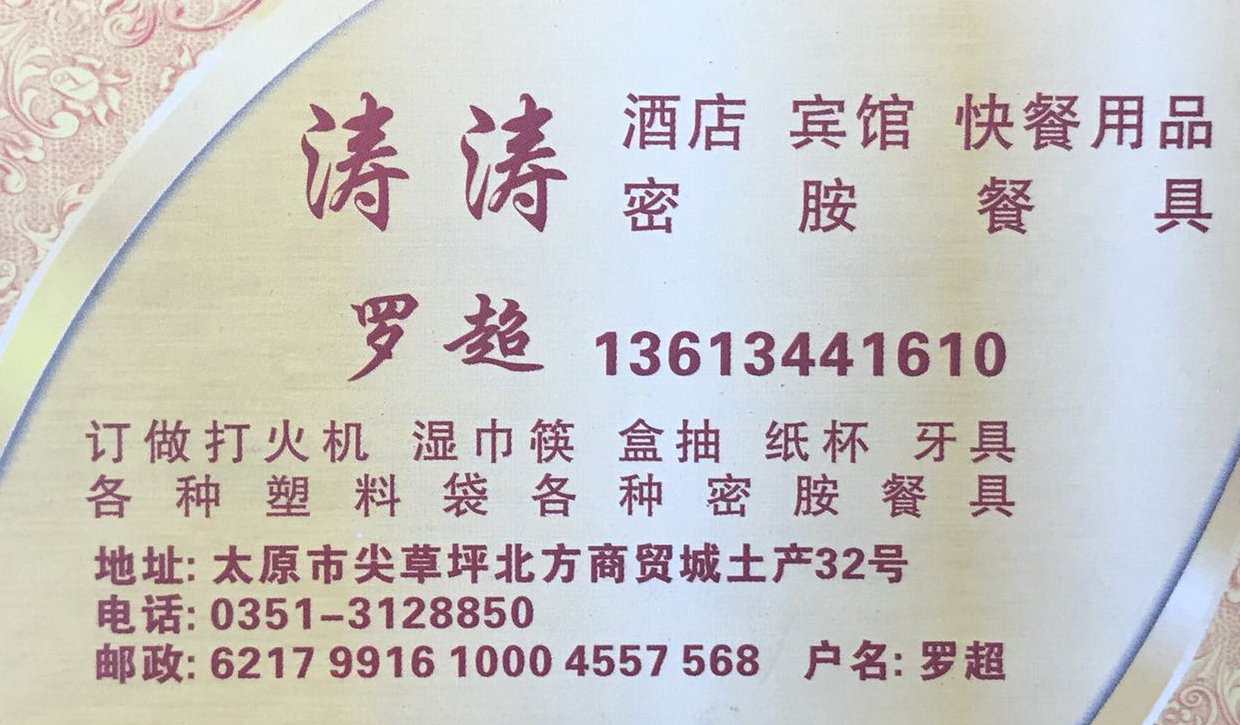 涛涛 酒店 宾馆 快餐用品
密胺餐具
罗超 13613441610
订做打火机 湿巾筷 盒抽 纸杯 牙具
各种塑料袋各种密胺餐具
地址: 太原市尖草坪北方商贸城土产32号
电话: 0351-3128850
邮政: 6217 9916 1000 4557 568 户名: 罗超